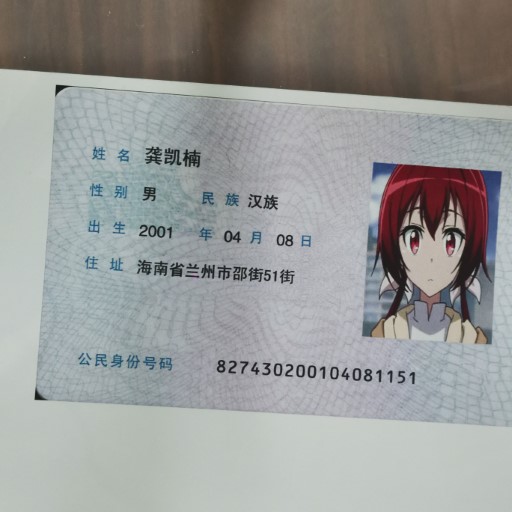 姓名 龚凯楠
性别 男 民族 汉族
出生 2001 年 04 月 08 日
住址 海南省兰州市邵街51街
公民身份号码 827430200104081151